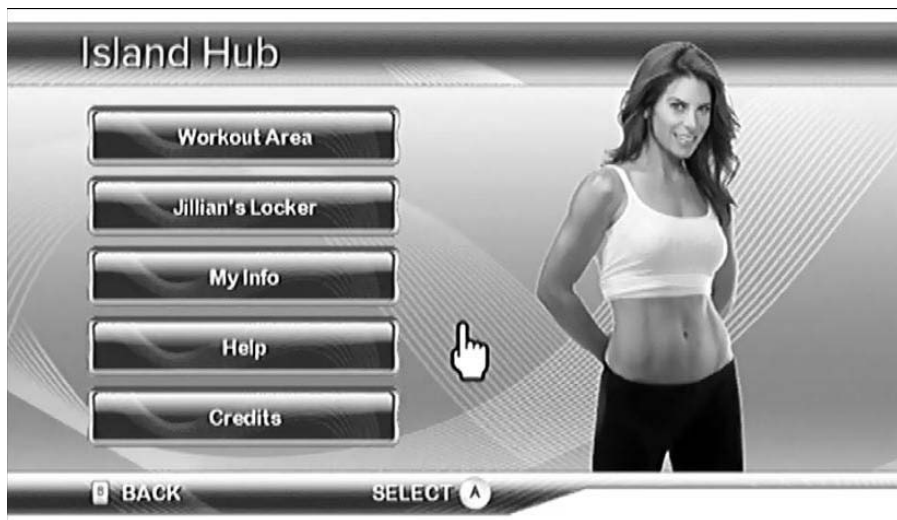 Island Hub
Workout Area
Jillian's Locker
My Info
Help
Credits
B BACK SELECT A